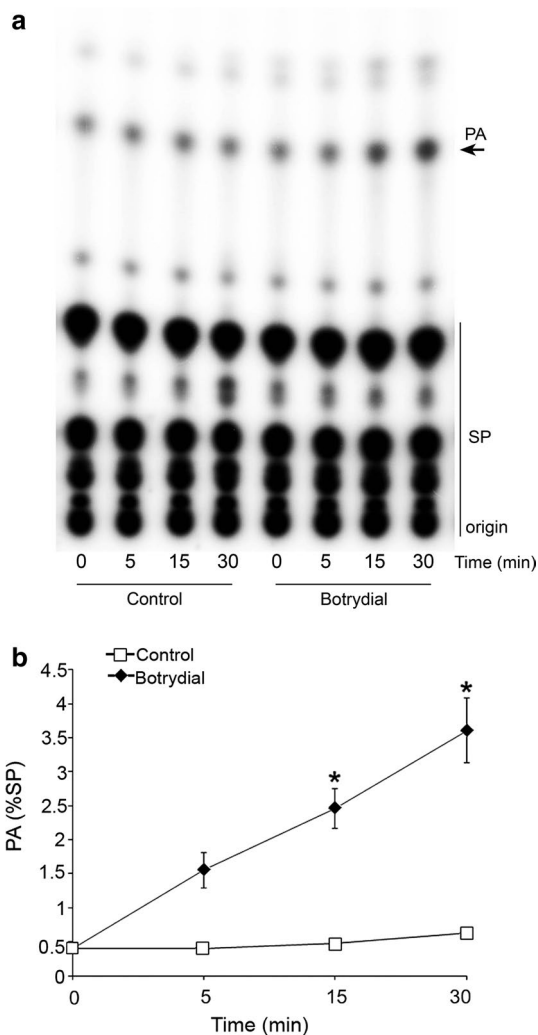 a
PA
SP
origin
0 5 15 30 0 5 15 30 Time (min)
Control Botrydial
b
Control
Botrydial
4.5
4
3.5
3
2.5
2
1.5
1
0.5
0
PA (%SP)
*
*
0 5 15 30
Time (min)